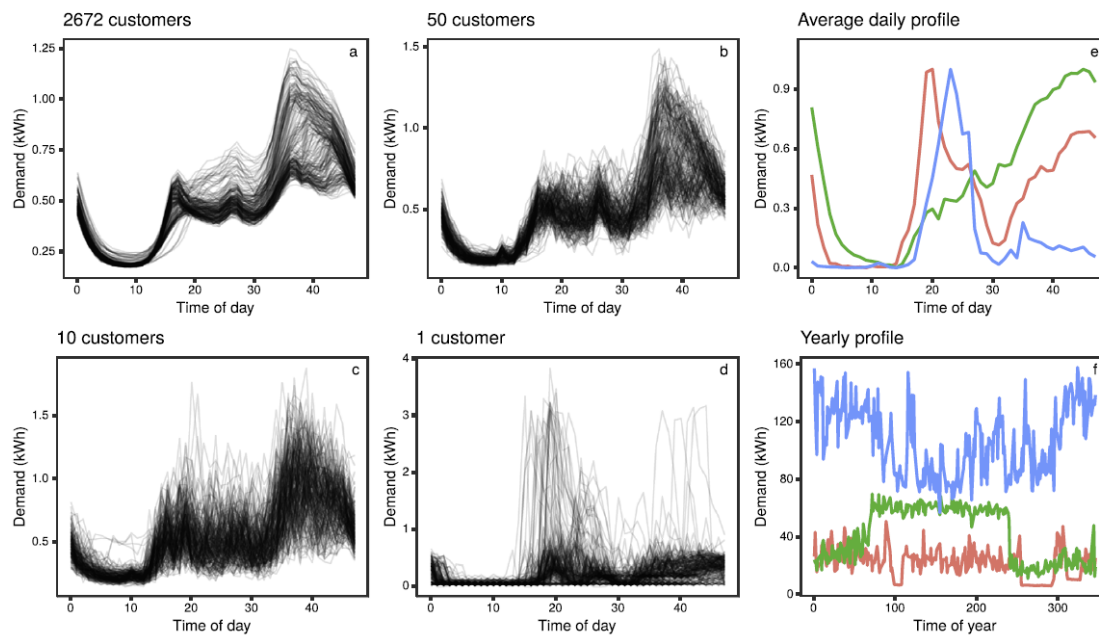 2672 customers
a
Demand (kWh)
1.25
1.00
0.75
0.50
0.25
0 10 20 30 40
Time of day
50 customers
b
Demand (kWh)
1.5
1.0
0.5
0 10 20 30 40
Time of day
Average daily profile
e
Demand (kWh)
0.9
0.6
0.3
0.0
0 10 20 30 40
Time of day
10 customers
c
Demand (kWh)
1.5
1.0
0.5
0 10 20 30 40
Time of day
1 customer
d
Demand (kWh)
4
3
2
1
0
0 10 20 30 40
Time of day
Yearly profile
f
Demand (kWh)
160
120
80
40
0
0 100 200 300
Time of year